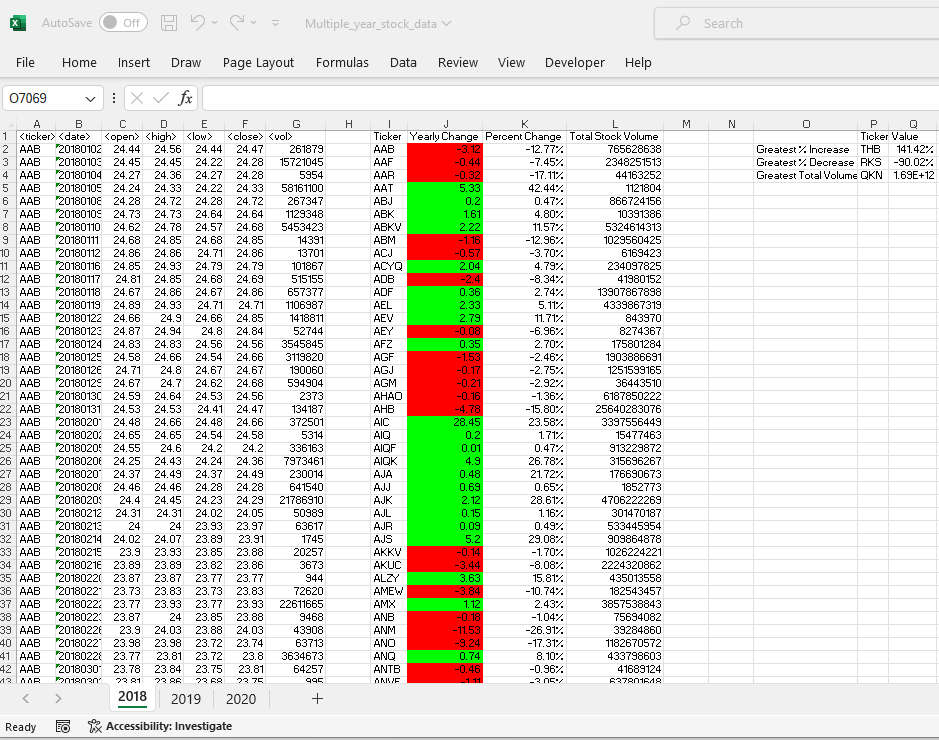 AutoSave Off Multiple_year_stock_data Search
File Home Insert Draw Page Layout Formulas Data Review View Developer Help
O7069 fx
A B C D E F G H I J K L M N O P Q
1 <ticker> <date> <open> <high> <low> <close> <vol> Ticker Yearly Change Percent Change Total Stock Volume Ticker Value
2 AAB 20180102 24.44 24.56 24.44 24.47 261879 AAB -3.12 -12.77% 765628638 Greatest % Increase THB 141.42%
3 AAB 20180103 24.45 24.45 24.22 24.28 15721045 AAF -0.44 -7.45% 2348251513 Greatest % Decrease RKS -90.02%
4 AAB 20180104 24.27 24.36 24.27 24.28 5954 AAR -0.32 -17.11% 44163252 Greatest Total Volume QKN 1.69E+12
5 AAB 20180105 24.24 24.33 24.22 24.33 58161100 AAT 5.33 42.44% 1121804
6 AAB 20180108 24.28 24.72 24.28 24.72 267347 ABJ 0.2 0.47% 866724156
7 AAB 20180109 24.73 24.73 24.64 24.64 1129348 ABK 1.61 4.80% 10391386
8 AAB 20180110 24.62 24.78 24.57 24.68 5453423 ABKV 2.22 11.57% 5324614313
9 AAB 20180111 24.68 24.85 24.68 24.85 14391 ABM -1.16 -12.96% 1029560425
10 AAB 20180112 24.86 24.86 24.71 24.86 13701 ACJ -0.57 -3.70% 6169423
11 AAB 20180116 24.85 24.93 24.79 24.79 101867 ACYQ 2.04 4.79% 234097825
12 AAB 20180117 24.81 24.85 24.68 24.69 515155 ADB -2.4 -8.34% 41980152
13 AAB 20180118 24.67 24.86 24.67 24.86 657377 ADF 0.36 2.74% 13907867898
14 AAB 20180119 24.89 24.93 24.71 24.71 1106987 AEL 2.33 5.11% 4339867319
15 AAB 20180122 24.66 24.9 24.66 24.85 1418811 AEV 2.79 11.71% 843970
16 AAB 20180123 24.87 24.94 24.8 24.84 52744 AEY -0.08 -6.96% 8274367
17 AAB 20180124 24.83 24.83 24.56 24.56 3545845 AFZ 0.35 2.70% 175801284
18 AAB 20180125 24.58 24.66 24.54 24.66 3119820 AGF -1.53 -2.46% 1903886691
19 AAB 20180126 24.71 24.8 24.67 24.67 190060 AGJ -0.17 -2.75% 1251599165
20 AAB 20180129 24.67 24.7 24.62 24.68 594904 AGM -0.21 -2.92% 36443510
21 AAB 20180130 24.59 24.64 24.53 24.56 2373 AHAO -0.16 -1.36% 6187850222
22 AAB 20180131 24.53 24.53 24.41 24.47 134187 AHB -4.78 -15.80% 25640283076
23 AAB 2018020 24.48 24.66 24.48 24.66 372501 AIC 28.45 23.58% 3397556449
24 AAB 2018020 24.65 24.65 24.54 24.58 5314 AIQ 0.2 1.71% 15477463
25 AAB 2018020 24.55 24.6 24.2 24.2 336163 AIQF 0.01 0.47% 913229872
26 AAB 2018020 24.25 24.43 24.24 24.36 7973461 AIQK 4.9 26.78% 315696267
27 AAB 2018020 24.37 24.49 24.37 24.49 230014 AJA 0.48 21.72% 176690673
28 AAB 2018020 24.46 24.46 24.28 24.28 641540 AJJ 0.69 0.65% 1852773
29 AAB 2018020 24.4 24.45 24.23 24.29 21786910 AJK 2.12 28.61% 4706222269
30 AAB 20180212 24.31 24.31 24.02 24.05 50989 AJL 0.15 1.16% 301470187
31 AAB 20180213 24 24 23.93 23.97 63617 AJR 0.09 0.49% 533445954
32 AAB 20180214 24.02 24.07 23.89 23.91 1745 AJS 5.2 29.08% 909864878
33 AAB 20180215 23.9 23.93 23.85 23.88 20257 AKKV -0.14 -1.70% 1026224221
34 AAB 20180216 23.89 23.89 23.82 23.86 3673 AKUC -3.44 -8.08% 2224320862
35 AAB 2018022 23.87 23.87 23.77 23.77 944 ALZY 3.63 15.81% 435013558
36 AAB 2018022 23.73 23.83 23.73 23.83 72620 AMEW -3.84 -10.74% 182543457
37 AAB 2018022 23.77 23.93 23.77 23.93 22611665 AMX 1.12 2.43% 3857538843
38 AAB 2018022 23.87 24 23.85 23.88 9468 ANB -0.18 -1.04% 75694082
39 AAB 2018022 23.9 24.03 23.88 24.03 43908 ANM -11.53 -26.91% 39284860
40 AAB 2018022 23.98 23.98 23.72 23.74 63713 ANO -9.24 -17.31% 1182670572
41 AAB 2018022 23.77 23.81 23.72 23.8 3634673 ANQ 0.74 8.10% 433798603
42 AAB 2018030 23.78 23.84 23.75 23.81 64257 ANTB -0.46 -0.96% 41689124
43 AAB 2018030 23.81 23.86 23.68 23.75 995 ANVE -1.11 -3.05% 637801648
2018 2019 2020 +
Ready Accessibility: Investigate